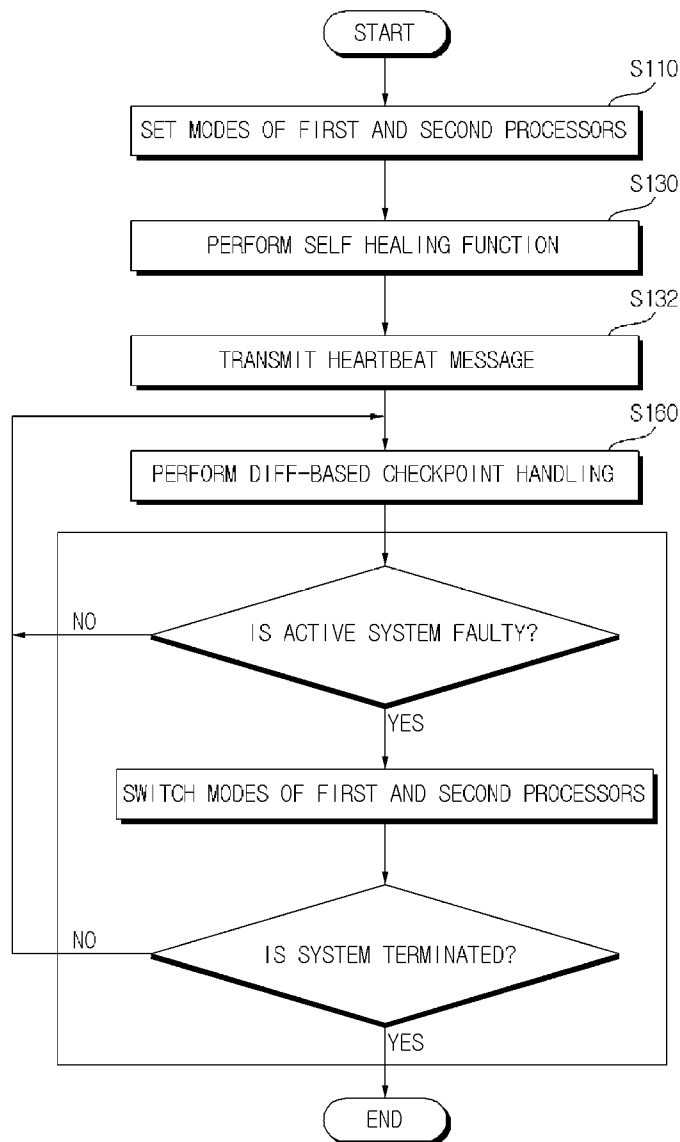 START
S110
SET MODES OF FIRST AND SECOND PROCESSORS
S130
PERFORM SELF HEALING FUNCTION
S132
TRANSMIT HEARTBEAT MESSAGE
S160
PERFORM DIFF-BASED CHECKPOINT HANDLING
NO
IS ACTIVE SYSTEM FAULTY?
YES
SWITCH MODES OF FIRST AND SECOND PROCESSORS
NO
IS SYSTEM TERMINATED?
YES
END